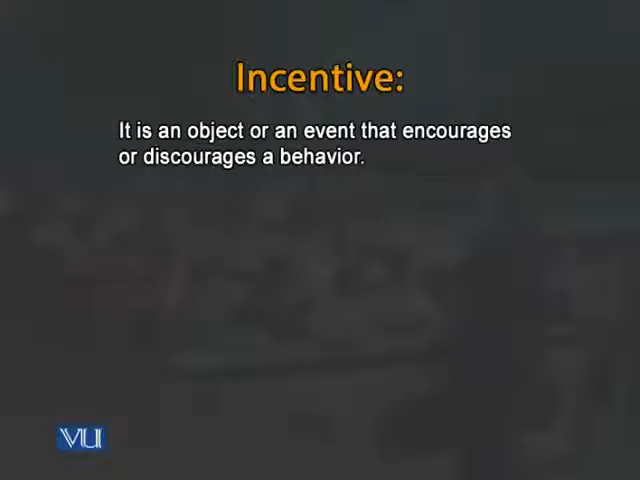 Incentive:
It is an object or an event that encourages
or discourages a behavior.
VU